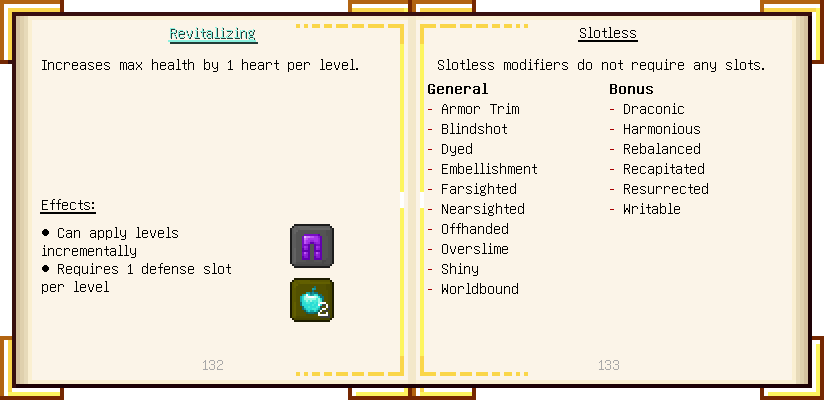 Revitalizing
Increases max health by 1 heart per level.
Effects:
● Can apply levels
incrementally
● Requires 1 defense slot
per level
2
132
Slotless
Slotless modifiers do not require any slots.
General
- Armor Trim
- Blindshot
- Dyed
- Embellishment
- Farsighted
- Nearsighted
- Offhanded
- Overslime
- Shiny
- Worldbound
Bonus
- Draconic
- Harmonious
- Rebalanced
- Recapitated
- Resurrected
- Writable
133